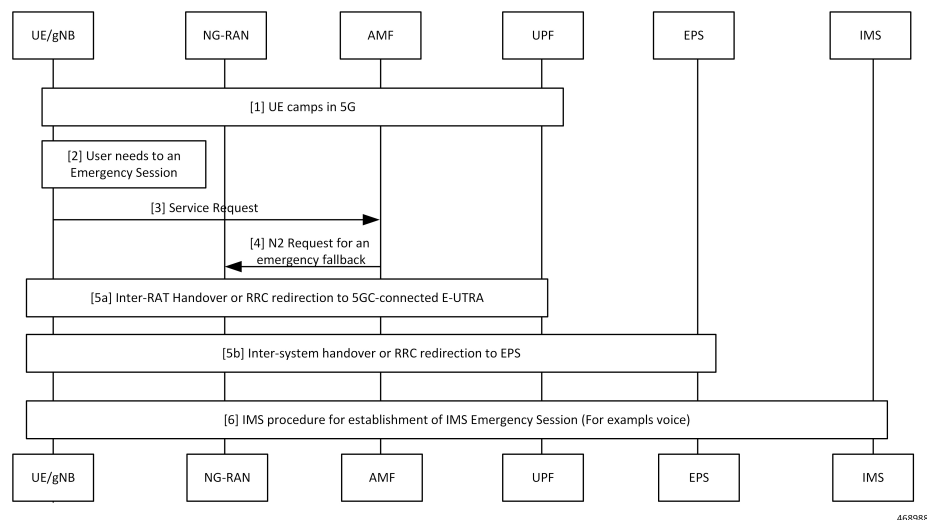 UE/gNB
NG-RAN
AMF
UPF
EPS
IMS
[1] UE camps in 5G
[2] User needs to an
Emergency Session
[3] Service Request
[4] N2 Request for an
emergency fallback
[5a] Inter-RAT Handover or RRC redirection to 5GC-connected E-UTRA
[5b] Inter-system handover or RRC redirection to EPS
[6] IMS procedure for establishment of IMS Emergency Session (For exampls voice)
UE/gNB
NG-RAN
AMF
UPF
EPS
IMS
468988